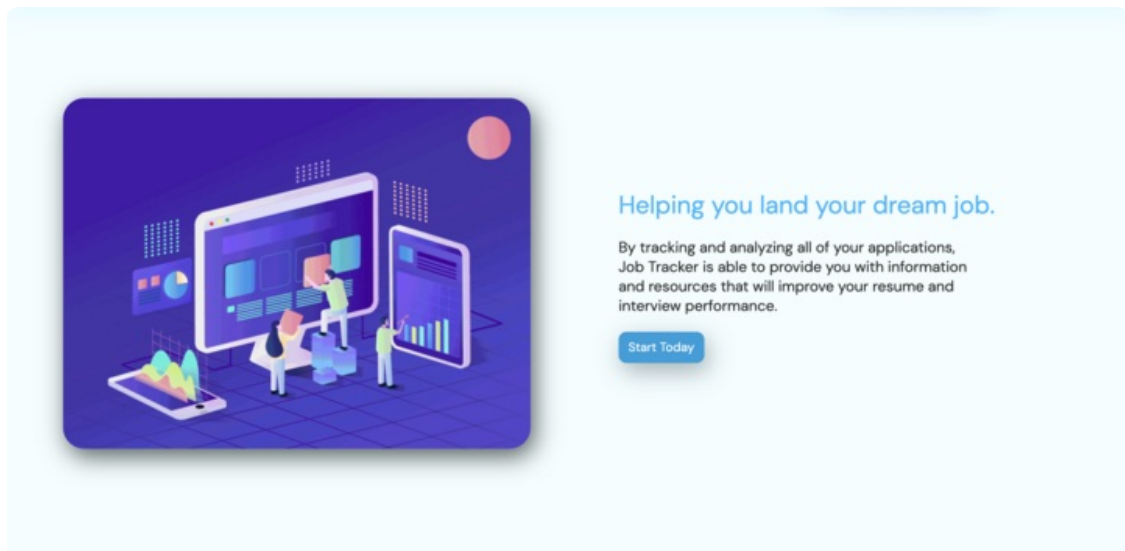 Helping you land your dream job.
By tracking and analyzing all of your applications,
Job Tracker is able to provide you with information
and resources that will improve your resume and
interview performance.
Start Today